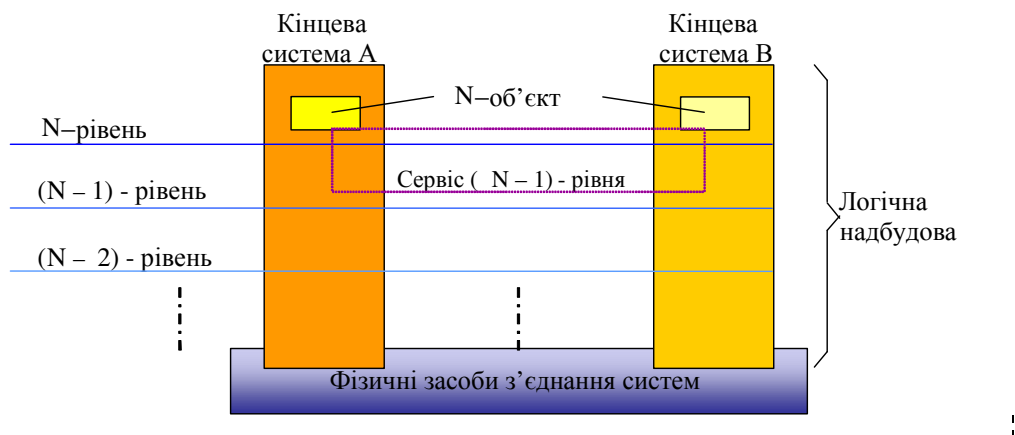 Кінцева
система А
Кінцева
система В
N–об’єкт
N–рівень
Сервіс ( N – 1) - рівня
(N – 1) - рівень
Логічна
надбудова
(N – 2) - рівень
Фізичні засоби з’єднання систем